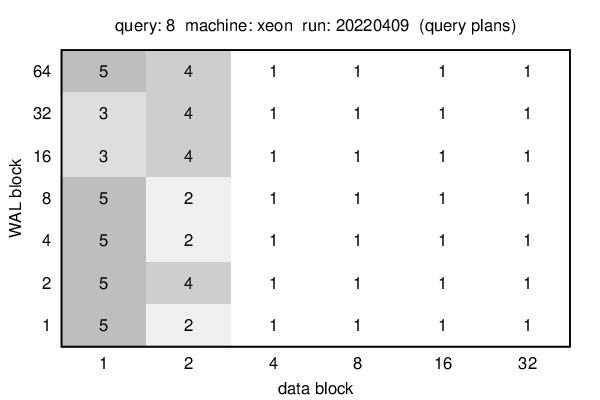 query: 8 machine: xeon run: 20220409 (query plans)
WAL block
64 5 4 1 1 1 1
32 3 4 1 1 1 1
16 3 4 1 1 1 1
8 5 2 1 1 1 1
4 5 2 1 1 1 1
2 5 4 1 1 1 1
1 5 2 1 1 1 1
1 2 4 8 16 32
data block